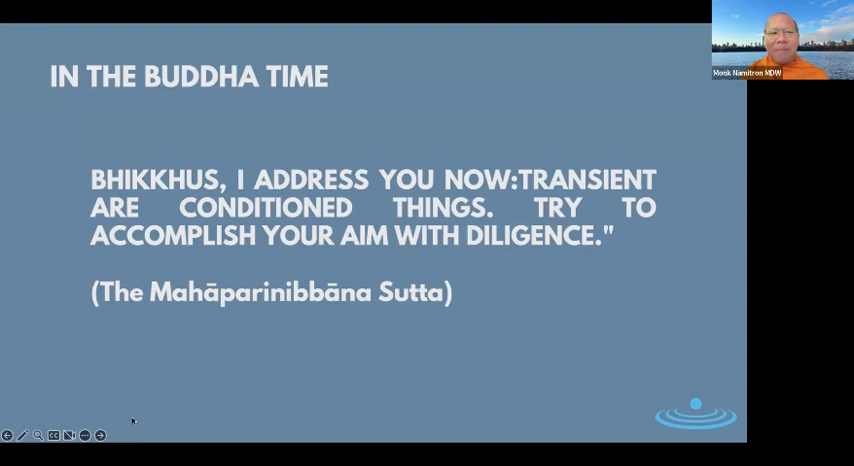 IN THE BUDDHA TIME
BHIKKHUS, I ADDRESS YOU NOW:TRANSIENT
ARE CONDITIONED THINGS. TRY TO
ACCOMPLISH YOUR AIM WITH DILIGENCE."
(The Mahāparinibbāna Sutta)
Monk Namitron MDW
CC